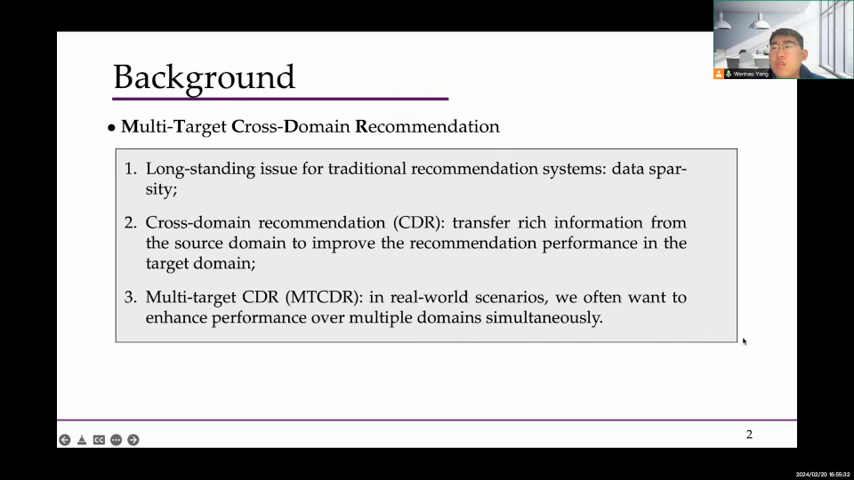 Wenhao Yang
Background
● Multi-Target Cross-Domain Recommendation
1. Long-standing issue for traditional recommendation systems: data spar-
sity;
2. Cross-domain recommendation (CDR): transfer rich information from
the source domain to improve the recommendation performance in the
target domain;
3. Multi-target CDR (MTCDR): in real-world scenarios, we often want to
enhance performance over multiple domains simultaneously.
2
CC
2024/02/20 16:55:32